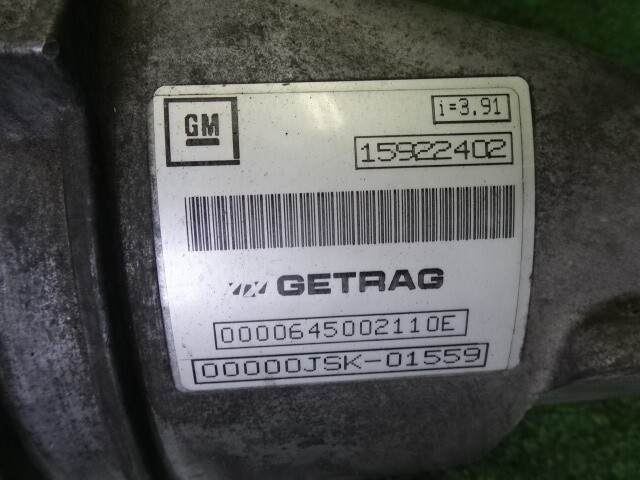 GM
i=3,91
15922402
GETRAG
0000645002110E
00000JSK-01559